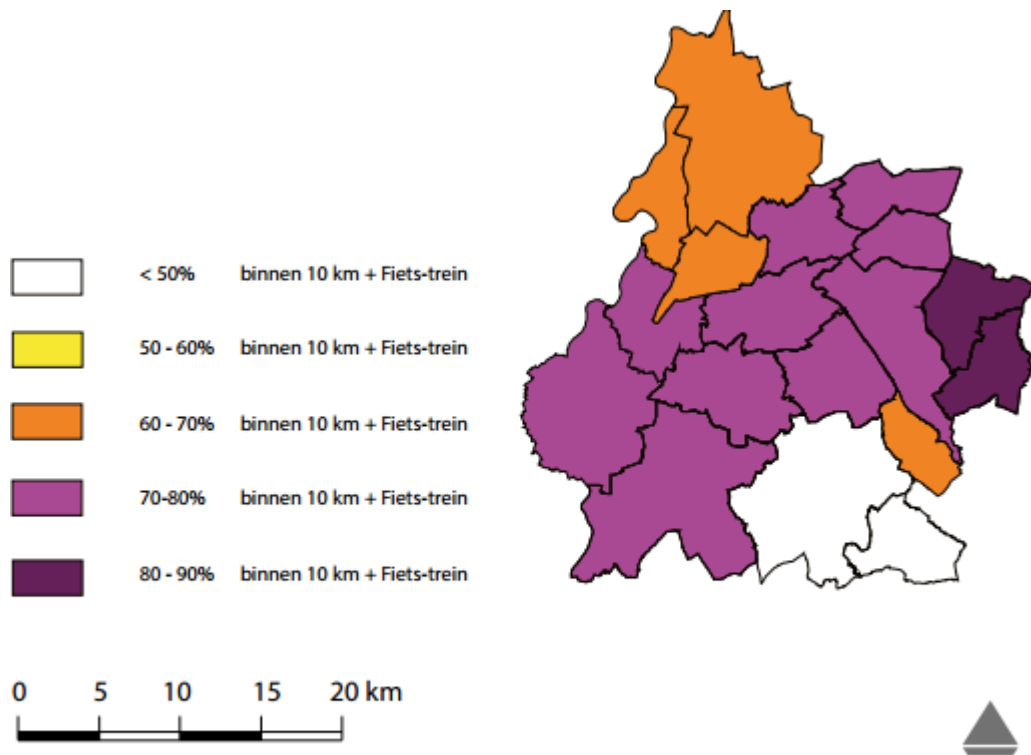 < 50% binnen 10 km + Fiets-trein
50 - 60% binnen 10 km + Fiets-trein
60 - 70% binnen 10 km + Fiets-trein
70-80% binnen 10 km + Fiets-trein
80 - 90% binnen 10 km + Fiets-trein
0 5 10 15 20 km